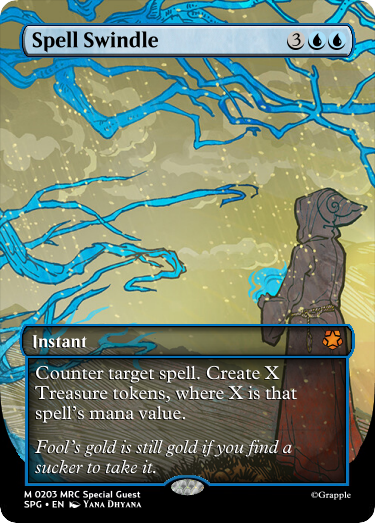 Spell Swindle 3
Instant
Counter target spell. Create X
Treasure tokens, where X is that
spell's mana value.
Fool's gold is still gold if you find a
sucker to take it.
M 0203 MRC Special Guest
SPG • EN Yana Dhyana
©Grapple